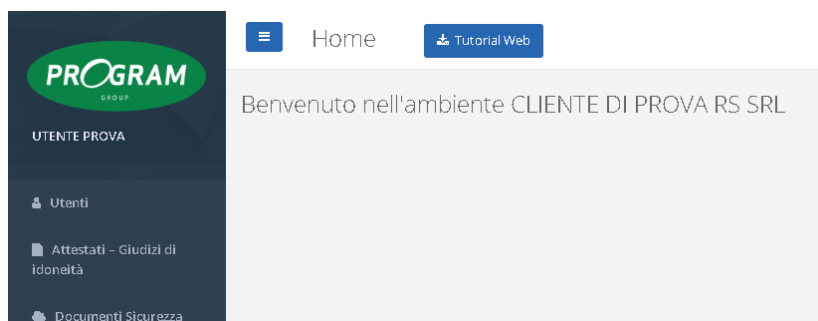 PROGRAM
GROUP
UTENTE PROVA
Utenti
Attestati – Giudizi di
idoneità
Documenti Sicurezza
Home
Tutorial Web
Benvenuto nell'ambiente CLIENTE DI PROVA RS SRL